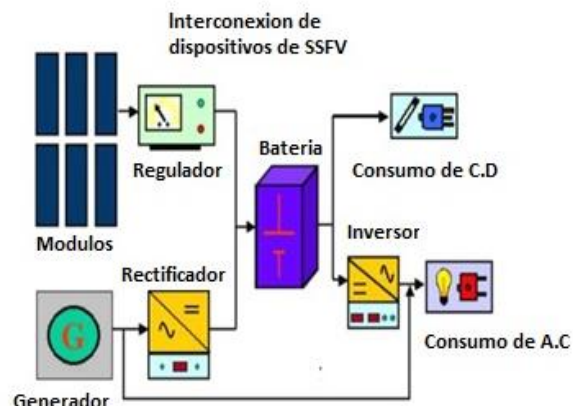 Interconexion de
dispositivos de SSFV
Regulador
Bateria
Consumo de C.D
Modulos
Rectificador
Inversor
G
Consumo de A.C
Generador